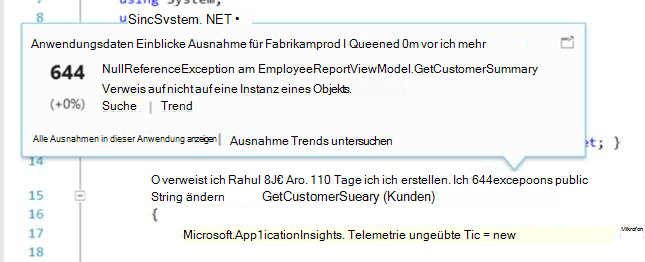 using System;
8 uSincSvstem. NET •
Anwendungsdaten Einblicke Ausnahme für Fabrikamprod I Queened 0m vor ich mehr
644 NullReferenceException am EmployeeReportViewModel.GetCustomerSummary
Verweis auf nicht auf eine Instanz eines Objekts.
(+0%) Suche | Trend
Alle Ausnahmen in dieser Anwendung anzeigen | Ausnahme Trends untersuchen
et; }
14
O verweist ich Rahul 8J€ Aro. 110 Tage ich ich erstellen. Ich 644excepoons public
15 String ändern GetCustomerSueary (Kunden)
16 {
17 Microsoft.App1icationInsights. Telemetrie ungeübte Tic = new Mikrofon
18